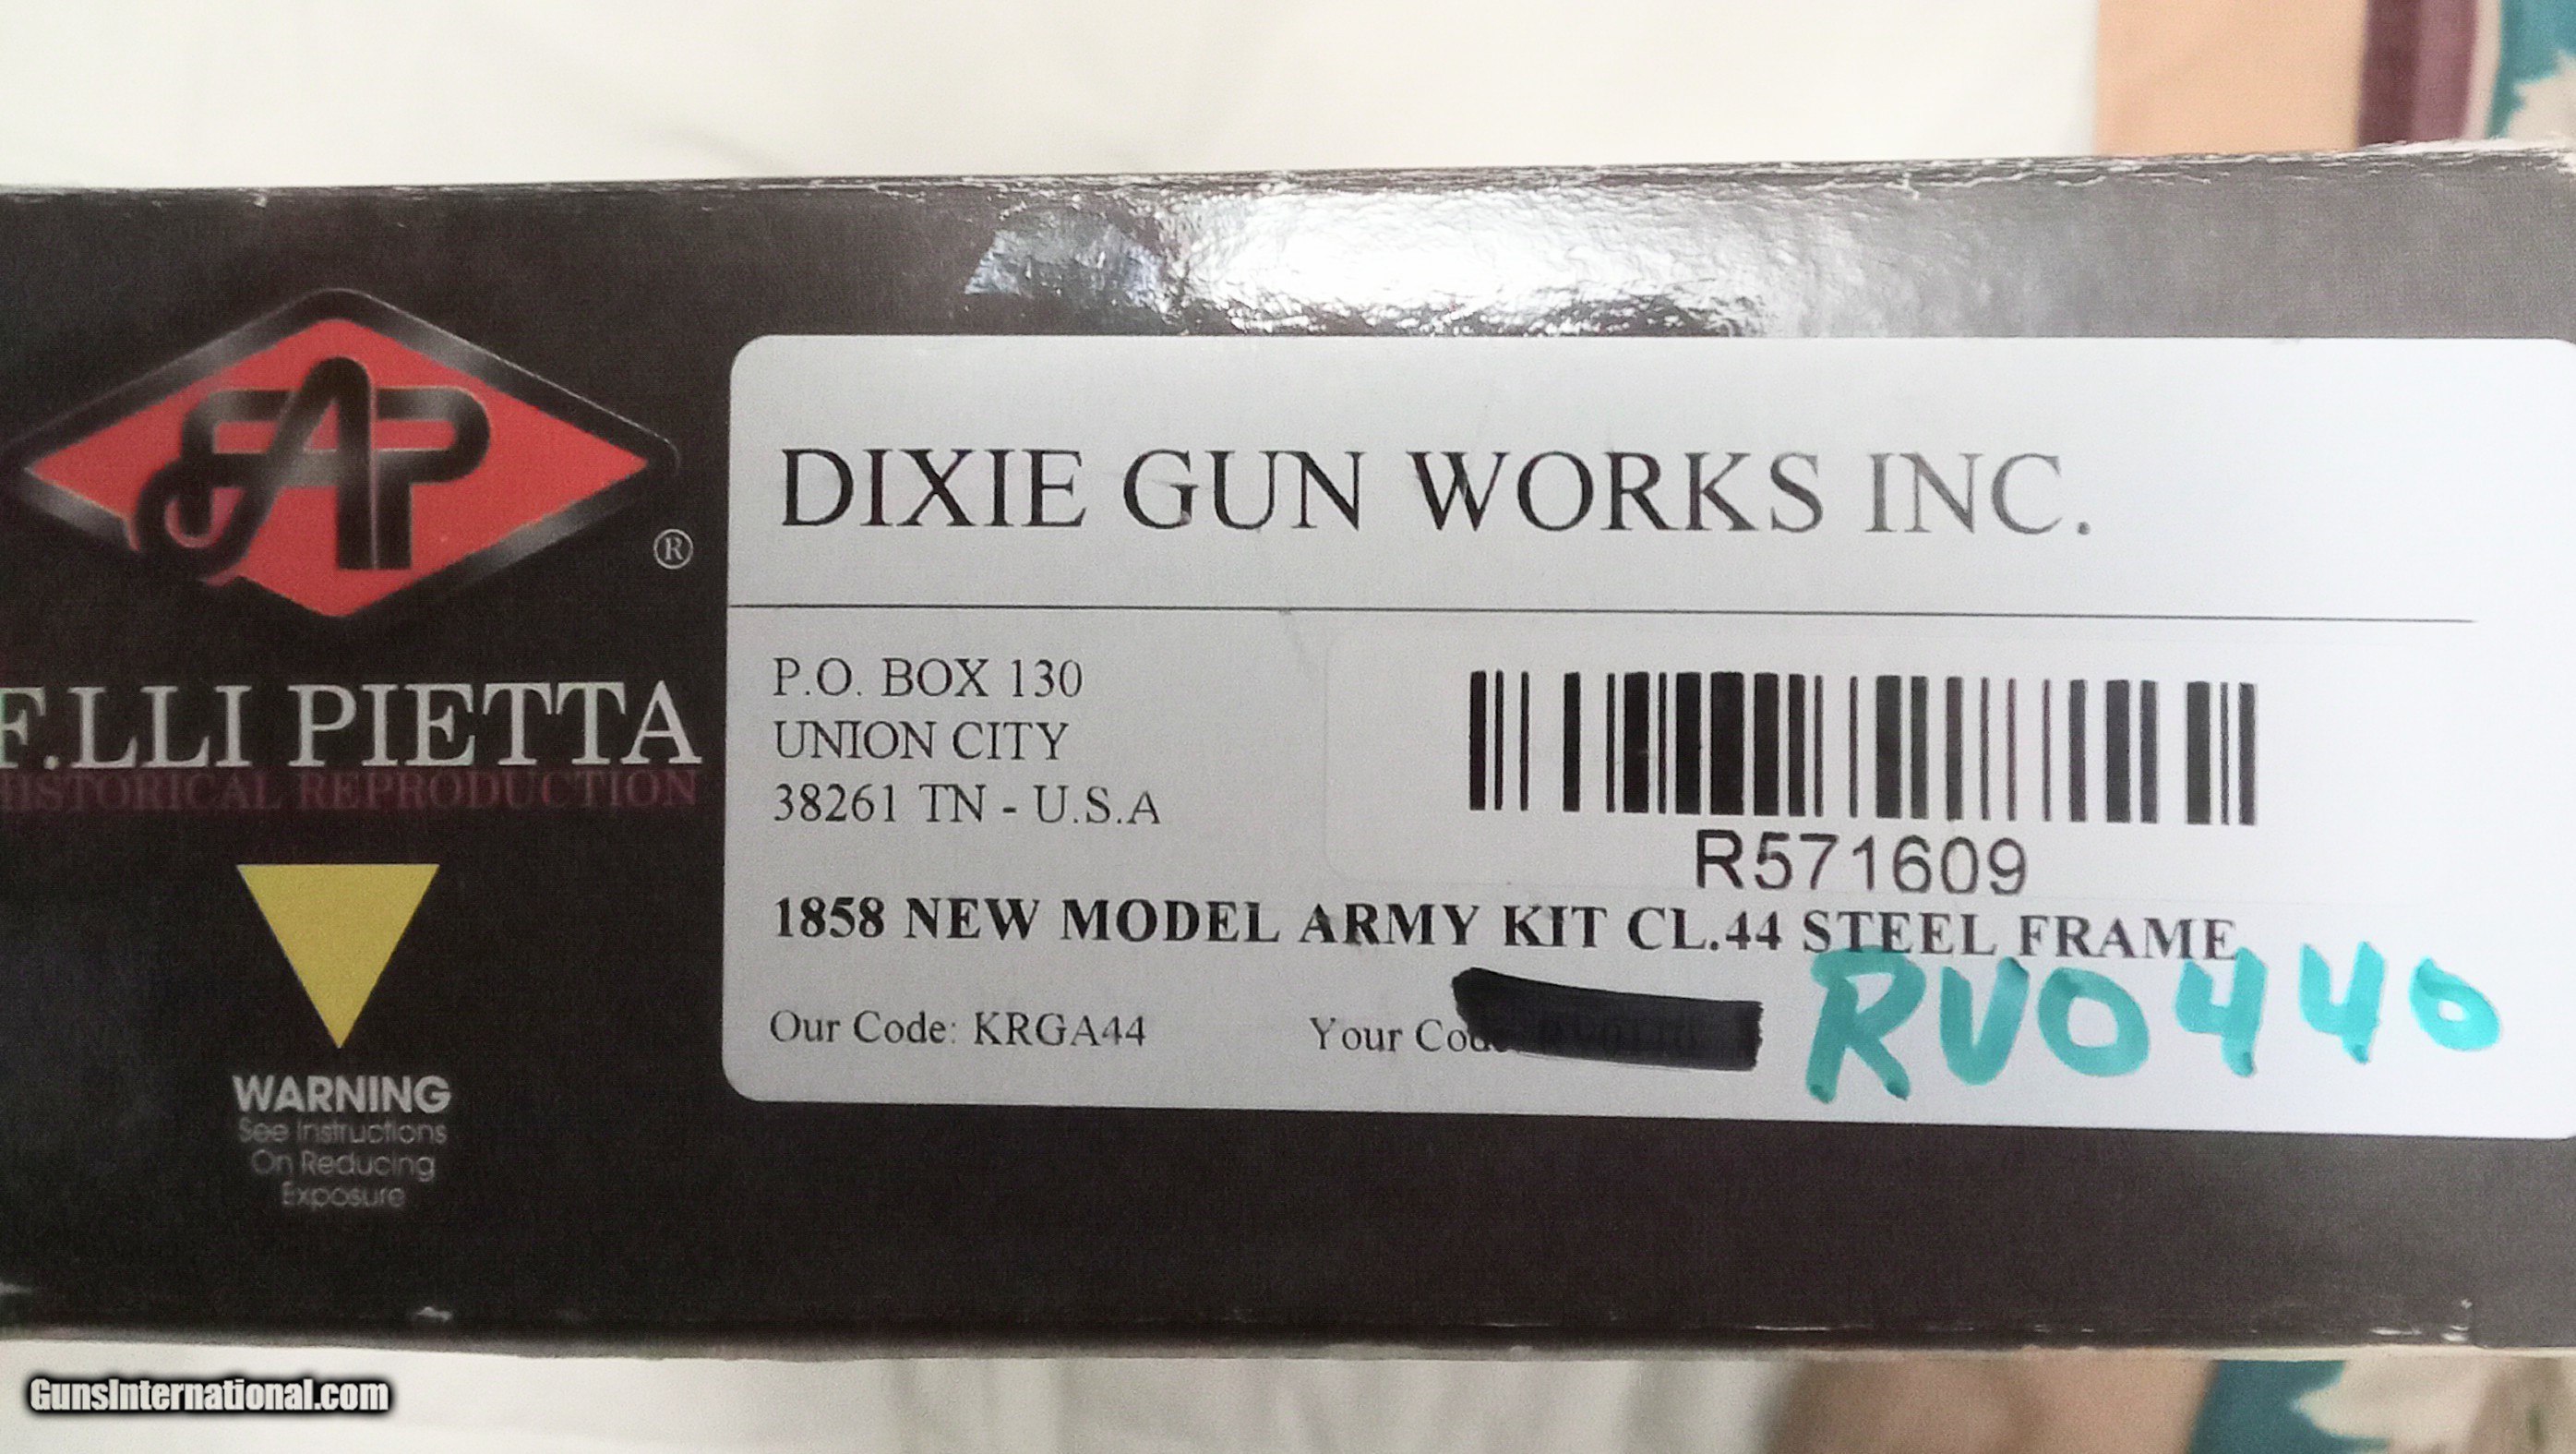 FAP
®
F.LLI PIETTA
HISTORICAL REPRODUCTION
WARNING
See Instructions
On Reducing
Exposure
DIXIE GUN WORKS INC.
P.O. BOX 130
UNION CITY
38261 TN - U.S.A
R571609
1858 NEW MODEL ARMY KIT CL.44 STEEL FRAME
Our Code: KRGA44
Your Code:
RV0440
GunsInternational.com